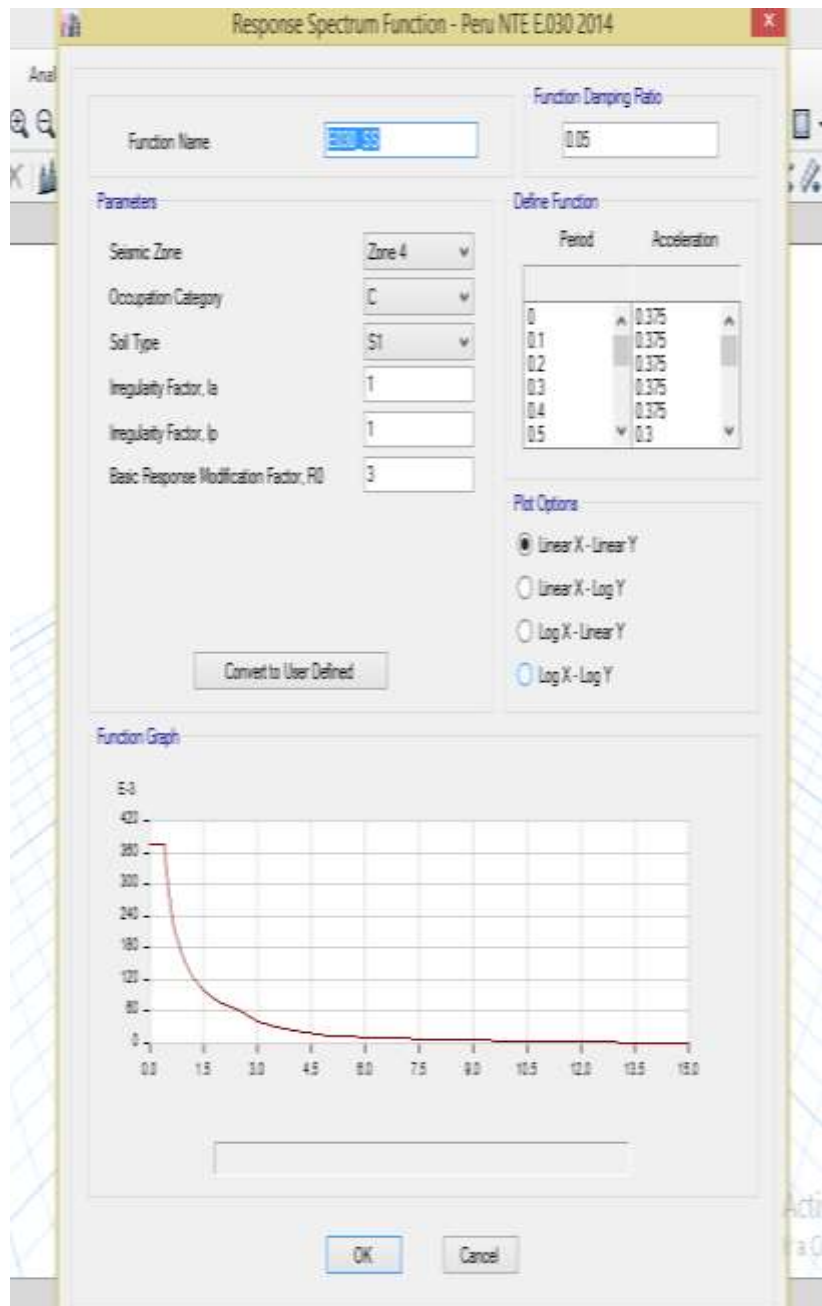 Response Spectrum Function - Peru NTE E.030 2014
x
Anal
Function Name
E030_SS
Function Damping Ratio
0.05
Parameters
Seismic Zone
Zone 4
Occupation Category
C
Soil Type
S1
Irregularity Factor, Ia
1
Irregularity Factor, Ip
1
Basic Response Modification Factor, R0
3
Convert to User Defined
Define Function
Period Acceleration
0 0.375
0.1 0.375
0.2 0.375
0.3 0.375
0.4 0.375
0.5 0.3
Plot Options
Linear X - Linear Y
Linear X - Log Y
Log X - Linear Y
Log X - Log Y
Function Graph
E-3
420
360
300
240
180
120
60
0
0.0 1.5 3.0 4.5 6.0 7.5 9.0 10.5 12.0 13.5 15.0
OK Cancel
Acti